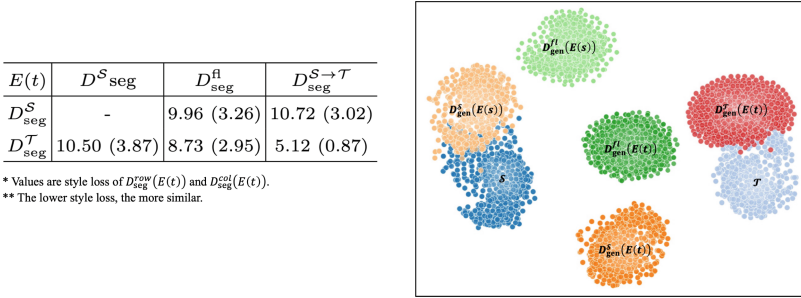 E(t) D^S seg D^fl_seg D^{S→T}_seg
D^S_seg - 9.96 (3.26) 10.72 (3.02)
D^T_seg 10.50 (3.87) 8.73 (2.95) 5.12 (0.87)
* Values are style loss of D^row_seg(E(t)) and D^col_seg(E(t)).
** The lower style loss, the more similar.
D^fl_gen(E(s))
D^S_gen(E(s))
D^T_gen(E(t))
D^fl_gen(E(t))
S
T
D^S_gen(E(t))